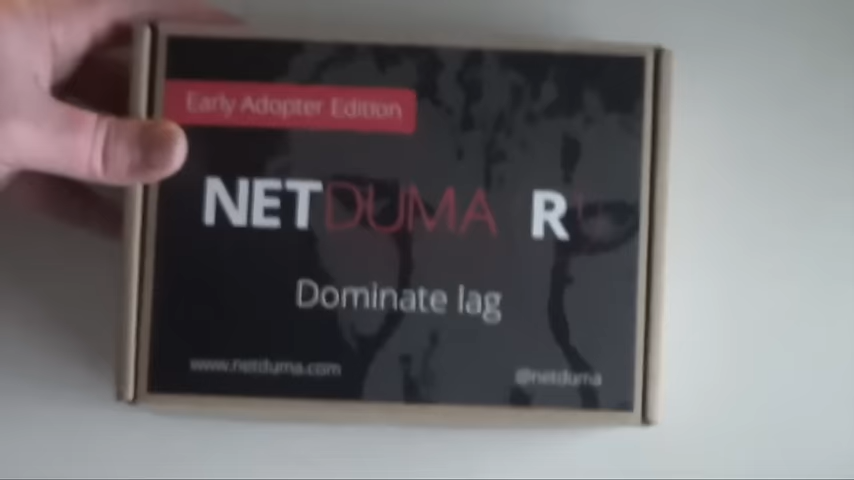 Early Adopter Edition
NETDUMA R
Dominate lag
www.netduma.com
@netduma